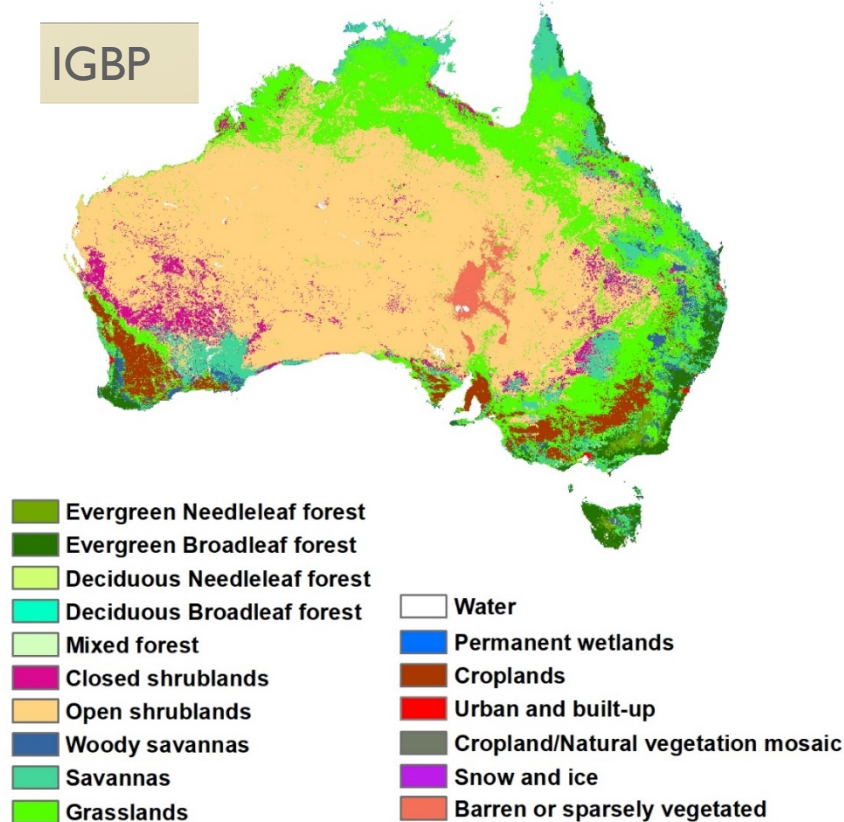 IGBP
Evergreen Needleleaf forest
Evergreen Broadleaf forest
Deciduous Needleleaf forest
Deciduous Broadleaf forest
Mixed forest
Closed shrublands
Open shrublands
Woody savannas
Savannas
Grasslands
Water
Permanent wetlands
Croplands
Urban and built-up
Cropland/Natural vegetation mosaic
Snow and ice
Barren or sparsely vegetated